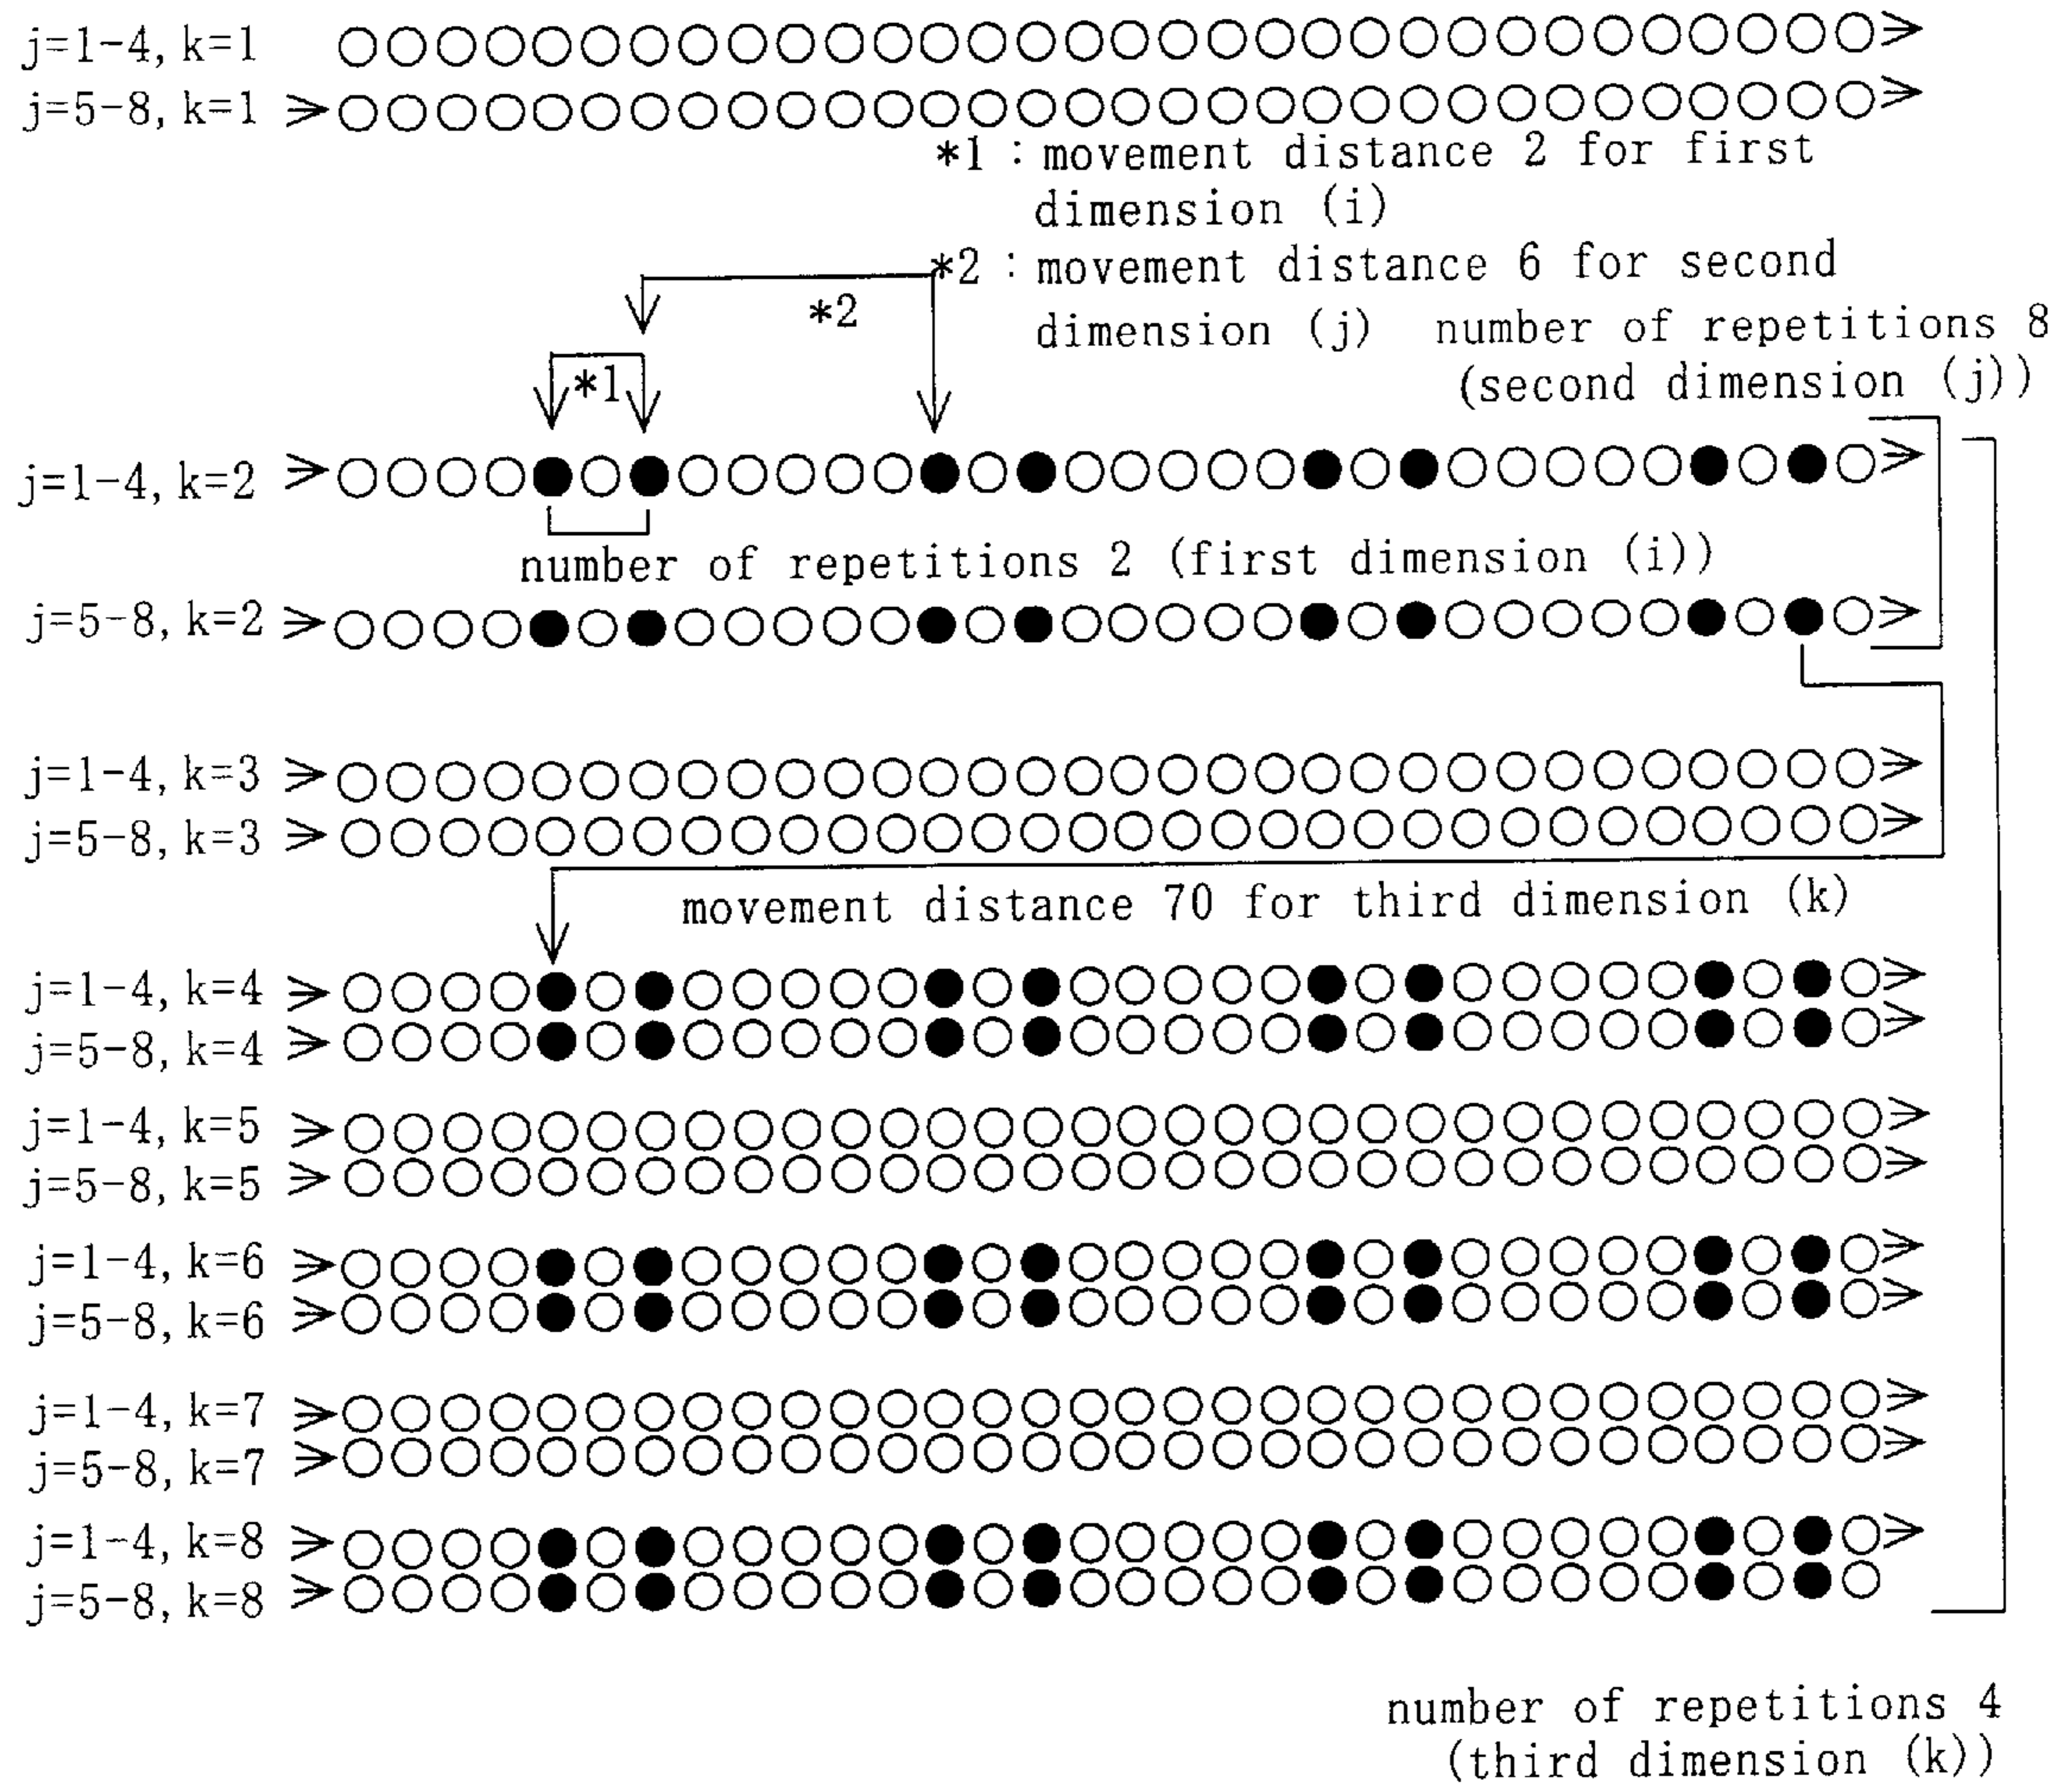 j=1-4, k=1
j=5-8, k=1
*1 : movement distance 2 for first
dimension (i)
*2 : movement distance 6 for second
dimension (j)
*2
number of repetitions 8
(second dimension (j))
*1
j=1-4, k=2
number of repetitions 2 (first dimension (i))
j=5-8, k=2
j=1-4, k=3
j=5-8, k=3
movement distance 70 for third dimension (k)
j=1-4, k=4
j=5-8, k=4
j=1-4, k=5
j=5-8, k=5
j=1-4, k=6
j=5-8, k=6
j=1-4, k=7
j=5-8, k=7
j=1-4, k=8
j=5-8, k=8
number of repetitions 4
(third dimension (k))